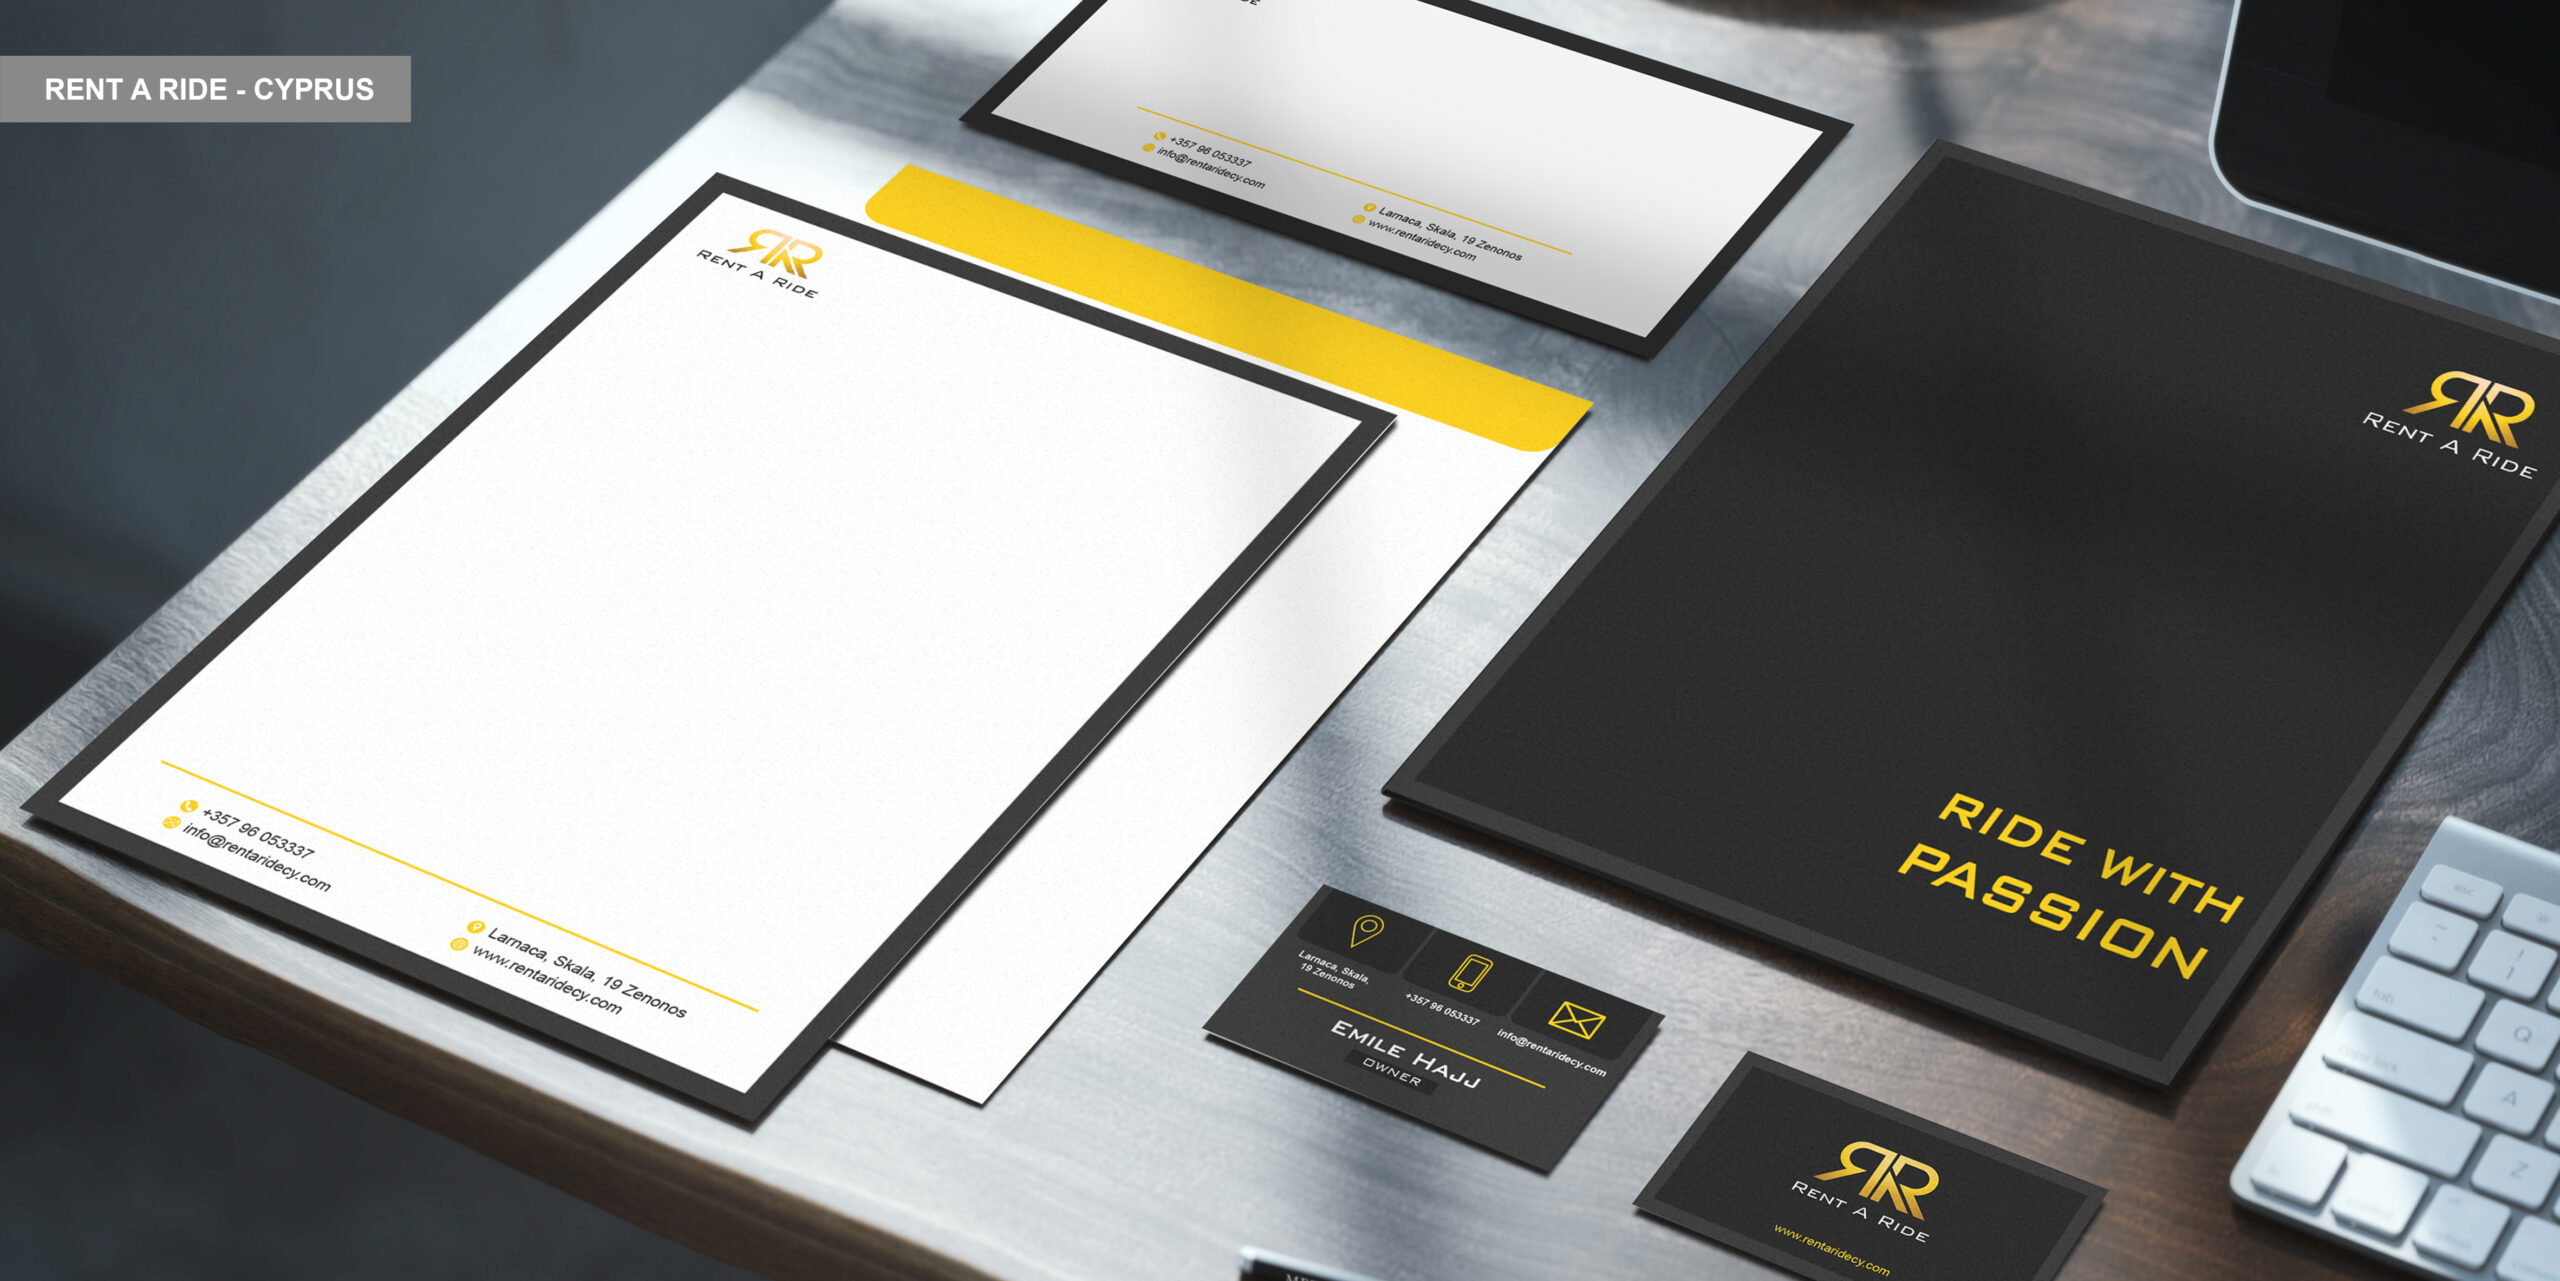 RENT A RIDE - CYPRUS
+357 96 053337
info@rentaridecy.com
Larnaca, Skala, 19 Zenonos
www.rentaridecy.com
RENT A RIDE
+357 96 053337
info@rentaridecy.com
Larnaca, Skala, 19 Zenonos
www.rentaridecy.com
RENT A RIDE
RIDE WITH
PASSION
Larnaca, Skala,
19 Zenonos
+357 96 053337
info@rentaridecy.com
EMILE HAJJ
OWNER
RENT A RIDE
www.rentaridecy.com
esc
tab
Q
A
Z